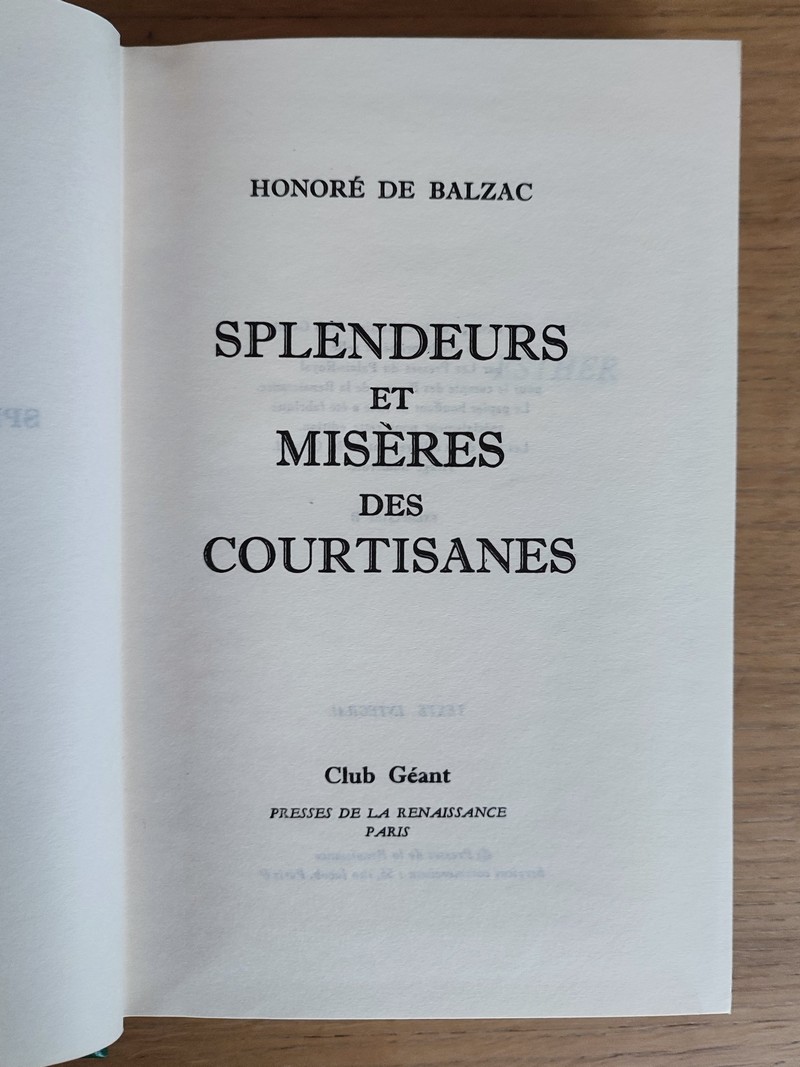 HONORÉ DE BALZAC
SPLENDEURS
ET
MISÈRES
DES
COURTISANES
Club Géant
PRESSES DE LA RENAISSANCE
PARIS